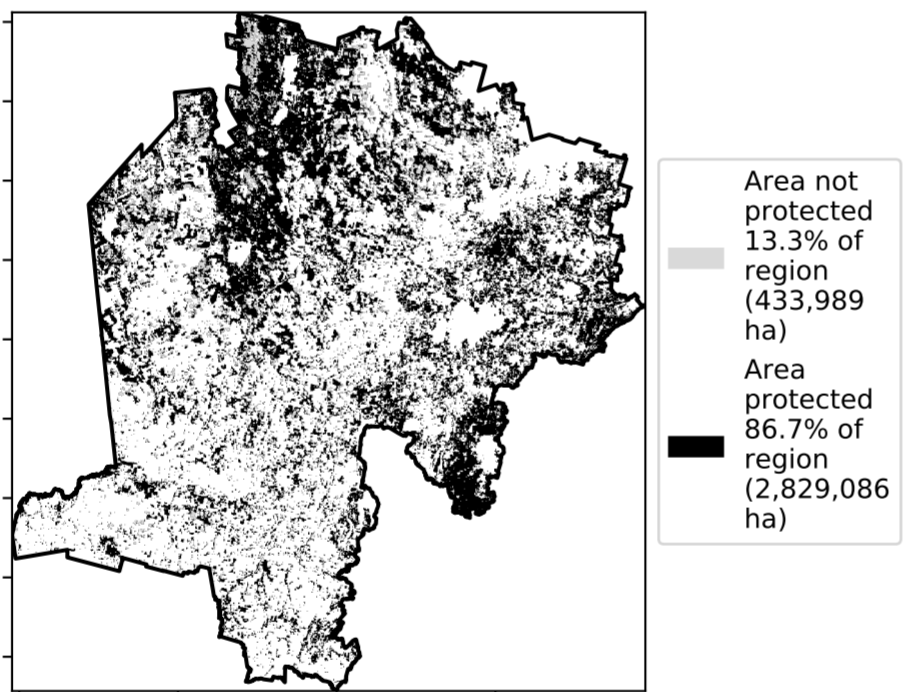 Area not
protected
13.3% of
region
(433,989
ha)
Area
protected
86.7% of
region
(2,829,086
ha)